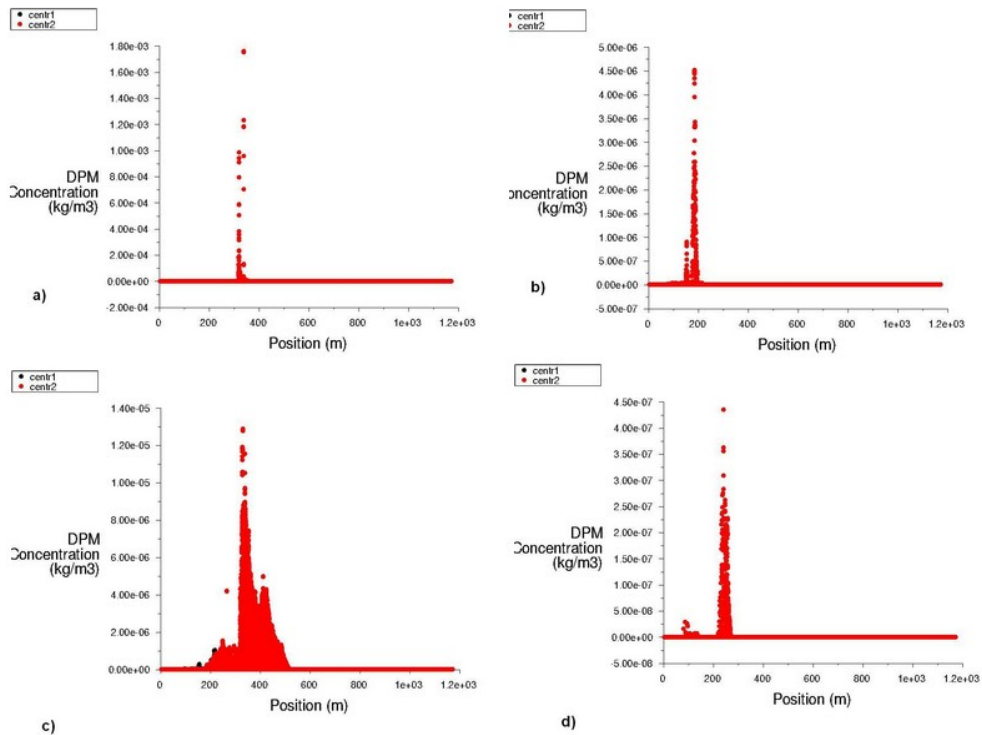 centr1
centr2
1.80e-03
1.60e-03
1.40e-03
1.20e-03
1.00e-03
8.00e-04
6.00e-04
4.00e-04
2.00e-04
0.00e+00
-2.00e-04
DPM
Concentration
(kg/m3)
0 200 400 600 800 1e+03 1.2e+03
Position (m)
a)
centr1
centr2
5.00e-06
4.50e-06
4.00e-06
3.50e-06
3.00e-06
2.50e-06
2.00e-06
1.50e-06
1.00e-06
5.00e-07
0.00e+00
-5.00e-07
DPM
Concentration
(kg/m3)
0 200 400 600 800 1e+03 1.2e+03
Position (m)
b)
centr1
centr2
1.40e-05
1.20e-05
1.00e-05
8.00e-06
6.00e-06
4.00e-06
2.00e-06
0.00e+00
DPM
Concentration
(kg/m3)
0 200 400 600 800 1e+03 1.2e+03
Position (m)
c)
centr1
centr2
4.50e-07
4.00e-07
3.50e-07
3.00e-07
2.50e-07
2.00e-07
1.50e-07
1.00e-07
5.00e-08
0.00e+00
-5.00e-08
DPM
Concentration
(kg/m3)
0 200 400 600 800 1e+03 1.2e+03
Position (m)
d)